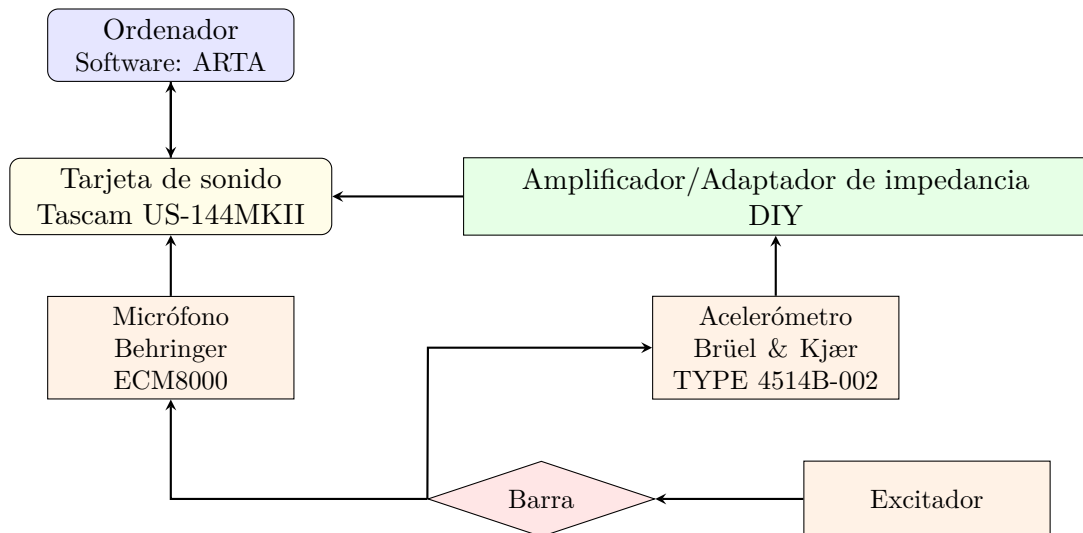 Ordenador
Software: ARTA
Tarjeta de sonido
Tascam US-144MKII
Amplificador/Adaptador de impedancia
DIY
Micrófono
Behringer
ECM8000
Acelerómetro
Brüel & Kjær
TYPE 4514B-002
Barra
Excitador